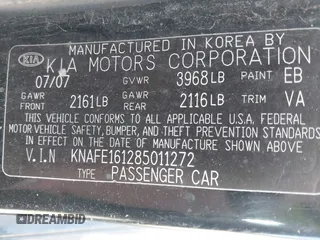 MANUFACTURED IN KOREA BY
KIA KIA MOTORS CORPORATION
07/07 GVWR 3968LB PAINT EB
GAWR FRONT 2161LB GAWR REAR 2116LB TRIM VA
THIS VEHICLE CONFORMS TO ALL APPLICABLE U.S.A. FEDERAL
MOTOR VEHICLE SAFETY, BUMPER, AND THEFT PREVENTION
STANDARDS IN EFFECT ON THE DATE OF MANUFACTURE SHOWN ABOVE.
V.I.N KNAFE161285011272
TYPE PASSENGER CAR
DREAMBID